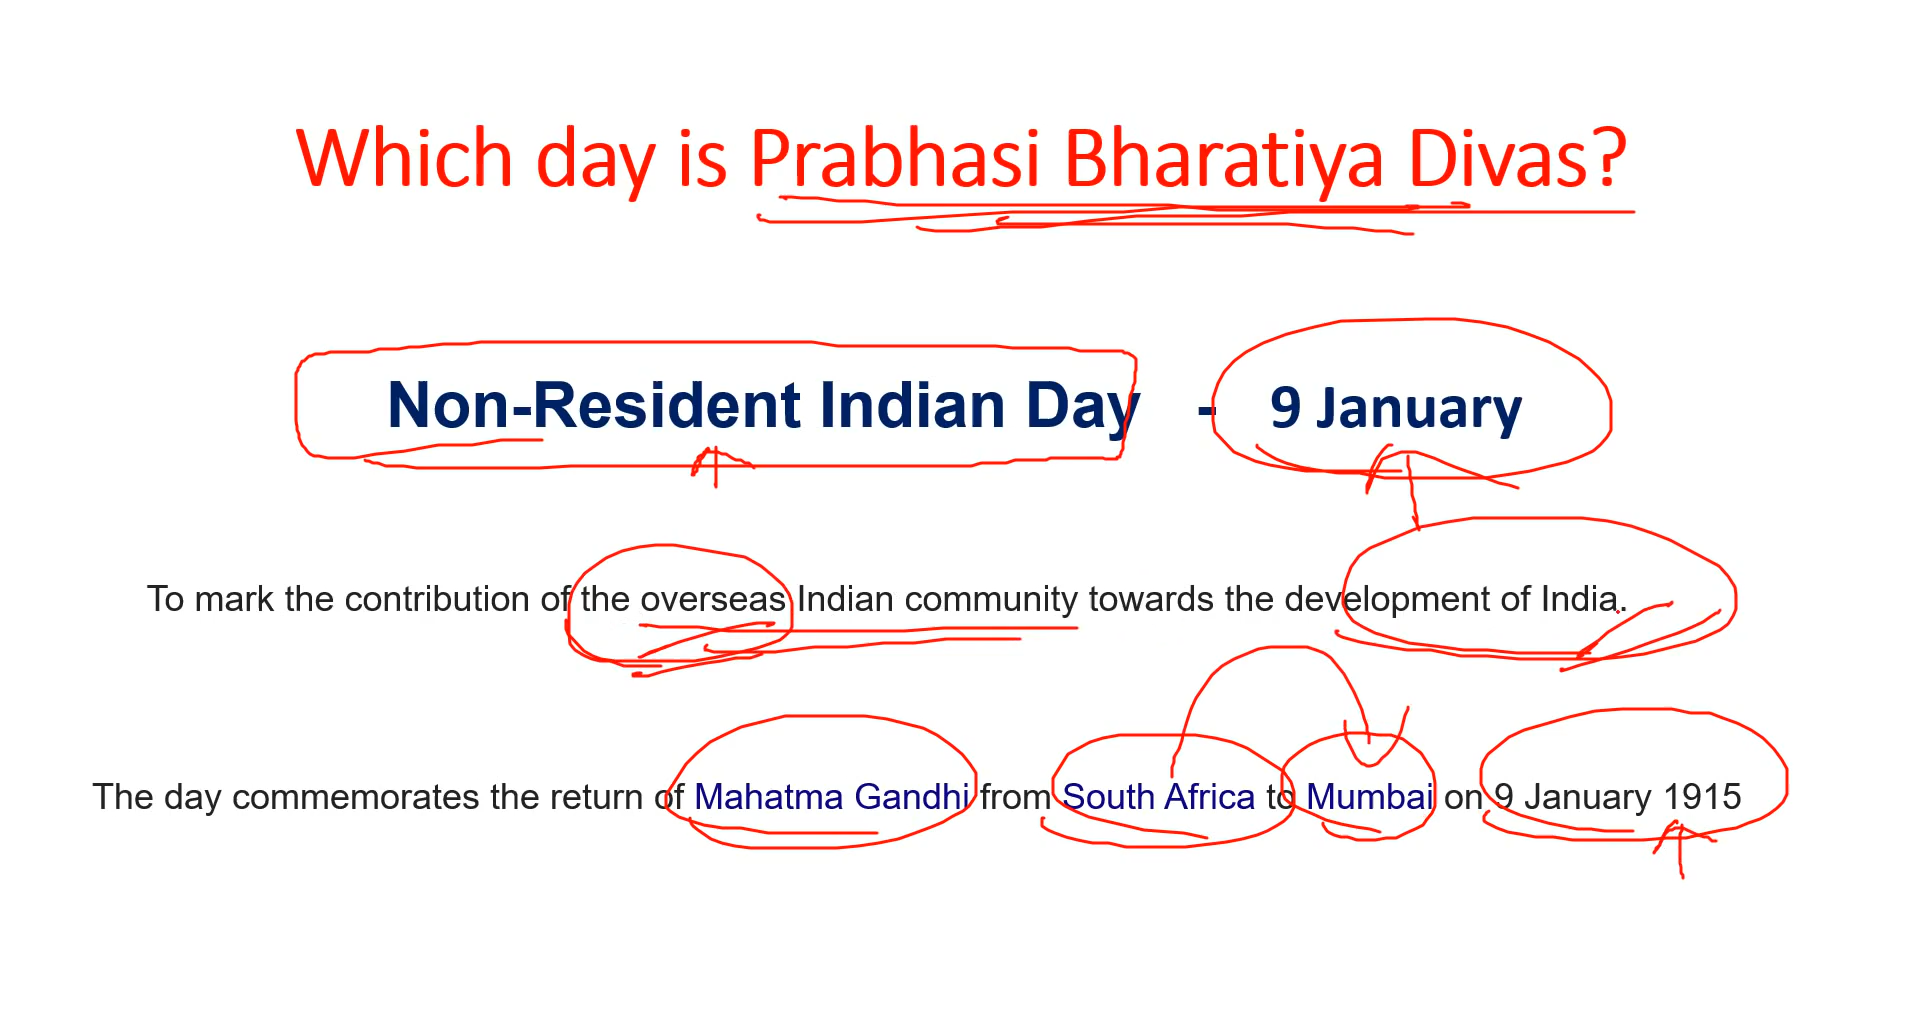 Which day is Prabhasi Bharatiya Divas?
Non-Resident Indian Day - 9 January
To mark the contribution of the overseas Indian community towards the development of India.
The day commemorates the return of Mahatma Gandhi from South Africa to Mumbai on 9 January 1915